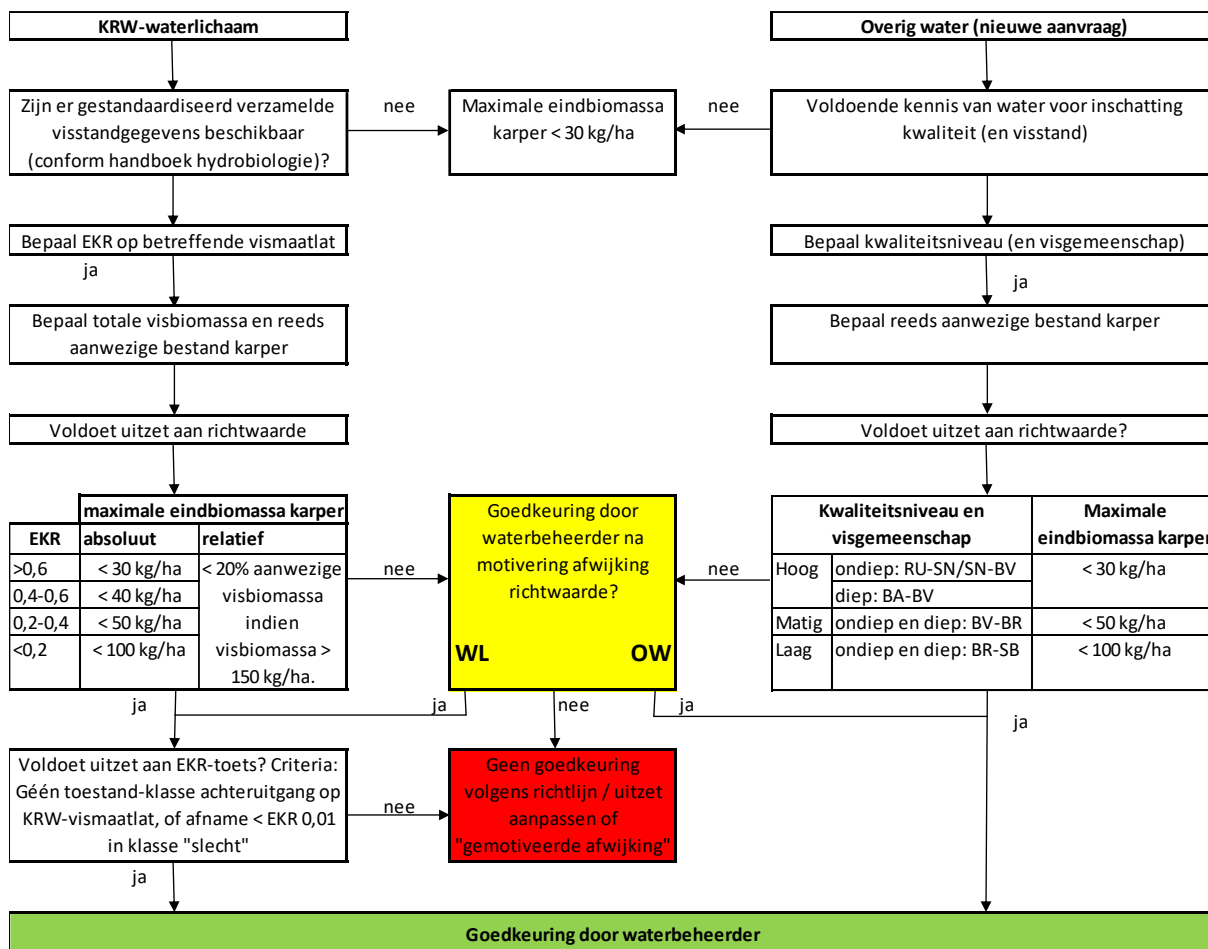 KRW-waterlichaam
Overig water (nieuwe aanvraag)
Zijn er gestandaardiseerd verzamelde
visstandgegevens beschikbaar
(conform handboek hydrobiologie)?
nee
Maximale eindbiomassa
karper < 30 kg/ha
nee
Voldoende kennis van water voor inschatting
kwaliteit (en visstand)
Bepaal EKR op betreffende vismaatlat
ja
Bepaal kwaliteitsniveau (en visgemeenschap)
ja
Bepaal totale visbiomassa en reeds
aanwezige bestand karper
Bepaal reeds aanwezige bestand karper
Voldoet uitzet aan richtwaarde
Voldoet uitzet aan richtwaarde?
maximale eindbiomassa karper
EKR absoluut relatief
>0,6 < 30 kg/ha
0,4-0,6 < 40 kg/ha
0,2-0,4 < 50 kg/ha
<0,2 < 100 kg/ha
< 20% aanwezige
visbiomassa
indien
visbiomassa >
150 kg/ha.
nee
Goedkeuring door
waterbeheerder na
motivering afwijking
richtwaarde?
WL OW
nee
Kwaliteitsniveau en
visgemeenschap
Maximale
eindbiomassa karper
Hoog ondiep: RU-SN/SN-BV < 30 kg/ha
diep: BA-BV
Matig ondiep en diep: BV-BR < 50 kg/ha
Laag ondiep en diep: BR-SB < 100 kg/ha
ja
ja
nee
ja
ja
Voldoet uitzet aan EKR-toets? Criteria:
Géén toestand-klasse achteruitgang op
KRW-vismaatlat, of afname < EKR 0,01
in klasse "slecht"
nee
Geen goedkeuring
volgens richtlijn / uitzet
aanpassen of
"gemotiveerde afwijking"
ja
Goedkeuring door waterbeheerder